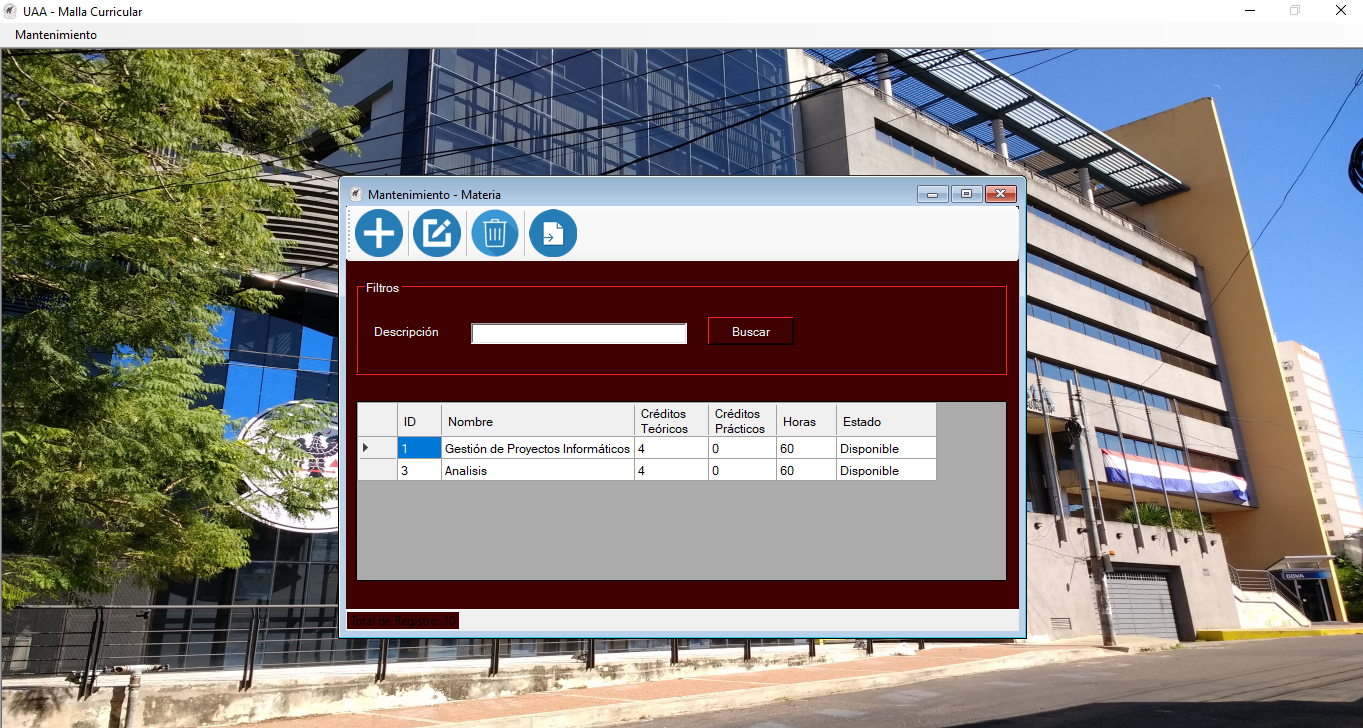 UAA - Malla Curricular
Mantenimiento
Mantenimiento - Materia
Filtros
Descripción
Buscar
ID Nombre Créditos Teóricos Créditos Prácticos Horas Estado
1 Gestión de Proyectos Informáticos 4 0 60 Disponible
3 Analisis 4 0 60 Disponible
Total de Registro: 10
BBVA